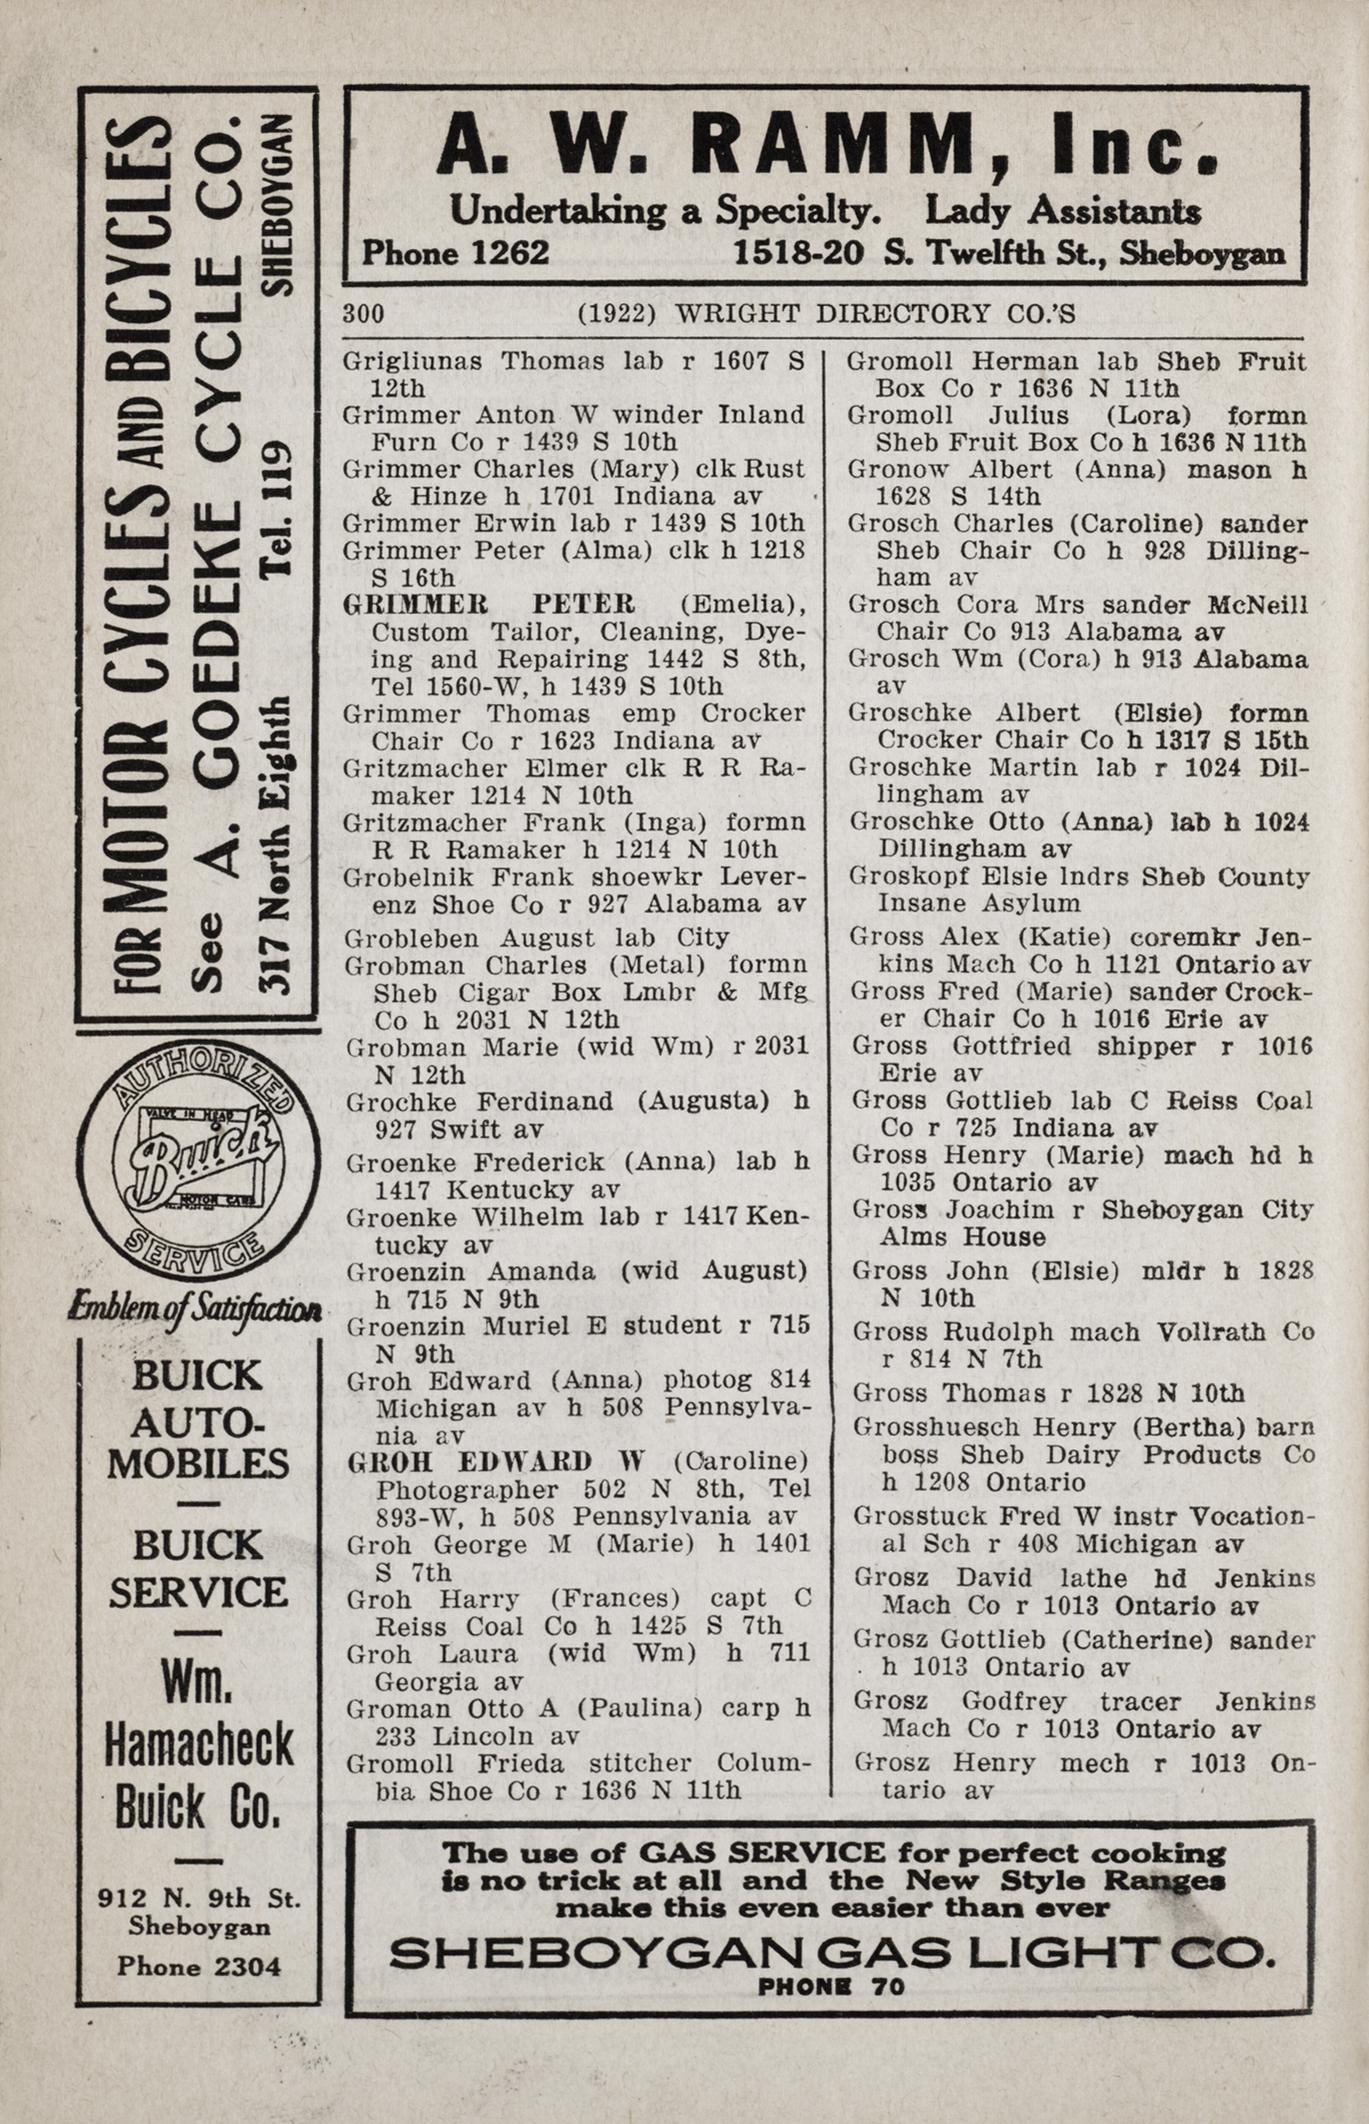 FOR MOTOR CYCLES AND BICYCLES
See A. GOEDEKE CYCLE CO.
317 North Eighth Tel. 119 SHEBOYGAN
AUTHORIZED
VALVE IN HEAD
Buick
MOTOR CARS
SERVICE
Emblem of Satisfaction
BUICK
AUTO-
MOBILES
BUICK
SERVICE
Wm.
Hamacheck
Buick Co.
912 N. 9th St.
Sheboygan
Phone 2304
A. W. RAMM, Inc.
Undertaking a Specialty. Lady Assistants
Phone 1262 1518-20 S. Twelfth St., Sheboygan
300 (1922) WRIGHT DIRECTORY CO.'S
Grigliunas Thomas lab r 1607 S
12th
Grimmer Anton W winder Inland
Furn Co r 1439 S 10th
Grimmer Charles (Mary) clk Rust
& Hinze h 1701 Indiana av
Grimmer Erwin lab r 1439 S 10th
Grimmer Peter (Alma) clk h 1218
S 16th
GRIMMER PETER (Emelia),
Custom Tailor, Cleaning, Dye-
ing and Repairing 1442 S 8th,
Tel 1560-W, h 1439 S 10th
Grimmer Thomas emp Crocker
Chair Co r 1623 Indiana av
Gritzmacher Elmer clk R R Ra-
maker 1214 N 10th
Gritzmacher Frank (Inga) formn
R R Ramaker h 1214 N 10th
Grobelnik Frank shoewkr Lever-
enz Shoe Co r 927 Alabama av
Grobleben August lab City
Grobman Charles (Metal) formn
Sheb Cigar Box Lmbr & Mfg
Co h 2031 N 12th
Grobman Marie (wid Wm) r 2031
N 12th
Grochke Ferdinand (Augusta) h
927 Swift av
Groenke Frederick (Anna) lab h
1417 Kentucky av
Groenke Wilhelm lab r 1417 Ken-
tucky av
Groenzin Amanda (wid August)
h 715 N 9th
Groenzin Muriel E student r 715
N 9th
Groh Edward (Anna) photog 814
Michigan av h 508 Pennsylva-
nia av
GROH EDWARD W (Caroline)
Photographer 502 N 8th, Tel
893-W, h 508 Pennsylvania av
Groh George M (Marie) h 1401
S 7th
Groh Harry (Frances) capt C
Reiss Coal Co h 1425 S 7th
Groh Laura (wid Wm) h 711
Georgia av
Groman Otto A (Paulina) carp h
233 Lincoln av
Gromoll Frieda stitcher Colum-
bia Shoe Co r 1636 N 11th
Gromoll Herman lab Sheb Fruit
Box Co r 1636 N 11th
Gromoll Julius (Lora) formn
Sheb Fruit Box Co h 1636 N 11th
Gronow Albert (Anna) mason h
1628 S 14th
Grosch Charles (Caroline) sander
Sheb Chair Co h 928 Dilling-
ham av
Grosch Cora Mrs sander McNeill
Chair Co 913 Alabama av
Grosch Wm (Cora) h 913 Alabama
av
Groschke Albert (Elsie) formn
Crocker Chair Co h 1317 S 15th
Groschke Martin lab r 1024 Dil-
lingham av
Groschke Otto (Anna) lab h 1024
Dillingham av
Groskopf Elsie lndrs Sheb County
Insane Asylum
Gross Alex (Katie) coremkr Jen-
kins Mach Co h 1121 Ontario av
Gross Fred (Marie) sander Crock-
er Chair Co h 1016 Erie av
Gross Gottfried shipper r 1016
Erie av
Gross Gottlieb lab C Reiss Coal
Co r 725 Indiana av
Gross Henry (Marie) mach hd h
1035 Ontario av
Gross Joachim r Sheboygan City
Alms House
Gross John (Elsie) mldr h 1828
N 10th
Gross Rudolph mach Vollrath Co
r 814 N 7th
Gross Thomas r 1828 N 10th
Grosshuesch Henry (Bertha) barn
boss Sheb Dairy Products Co
h 1208 Ontario
Grosstuck Fred W instr Vocation-
al Sch r 408 Michigan av
Grosz David lathe hd Jenkins
Mach Co r 1013 Ontario av
Grosz Gottlieb (Catherine) sander
h 1013 Ontario av
Grosz Godfrey tracer Jenkins
Mach Co r 1013 Ontario av
Grosz Henry mech r 1013 On-
tario av
The use of GAS SERVICE for perfect cooking
is no trick at all and the New Style Ranges
make this even easier than ever
SHEBOYGAN GAS LIGHT CO.
PHONE 70